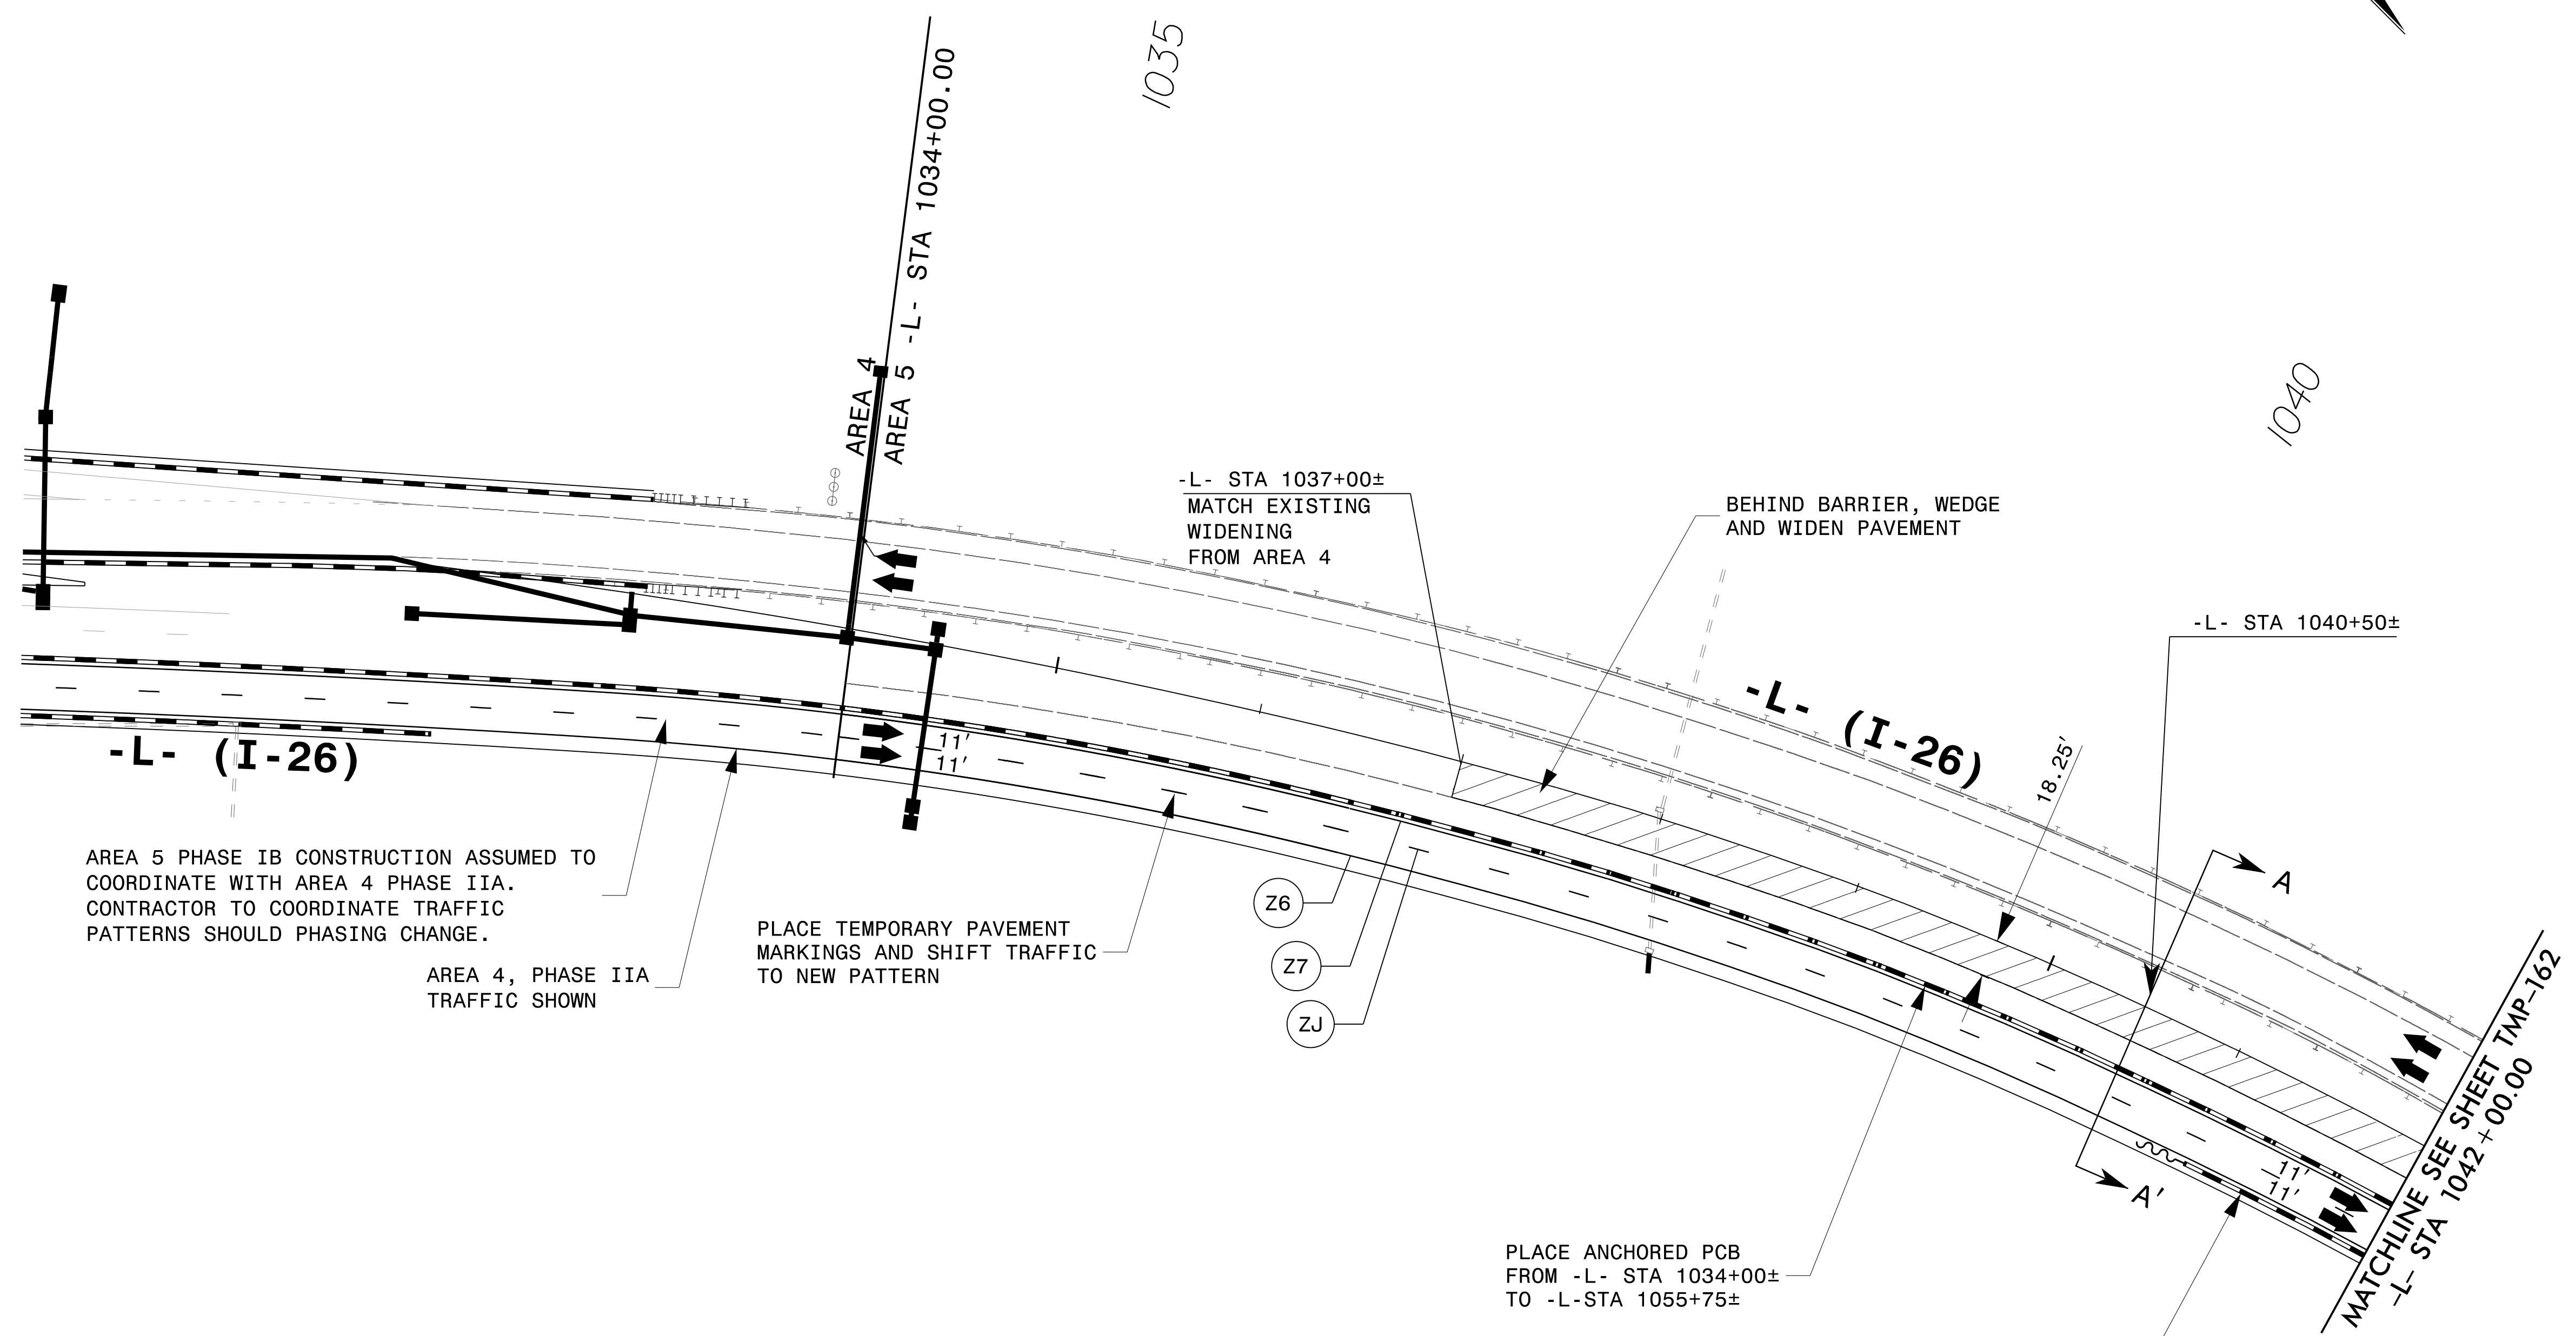 1035
1040
AREA 4
AREA 5 -L- STA 1034+00.00
-L- STA 1037+00±
MATCH EXISTING
WIDENING
FROM AREA 4
BEHIND BARRIER, WEDGE
AND WIDEN PAVEMENT
-L- STA 1040+50±
-L- (I-26)
18.25'
-L- (I-26)
11'
11'
AREA 5 PHASE IB CONSTRUCTION ASSUMED TO
COORDINATE WITH AREA 4 PHASE IIA.
CONTRACTOR TO COORDINATE TRAFFIC
PATTERNS SHOULD PHASING CHANGE.
AREA 4, PHASE IIA
TRAFFIC SHOWN
PLACE TEMPORARY PAVEMENT
MARKINGS AND SHIFT TRAFFIC
TO NEW PATTERN
Z6
Z7
ZJ
A
A'
11'
11'
PLACE ANCHORED PCB
FROM -L- STA 1034+00±
TO -L-STA 1055+75±
MATCHLINE SEE SHEET TMP-162
-L- STA 1042+00.00